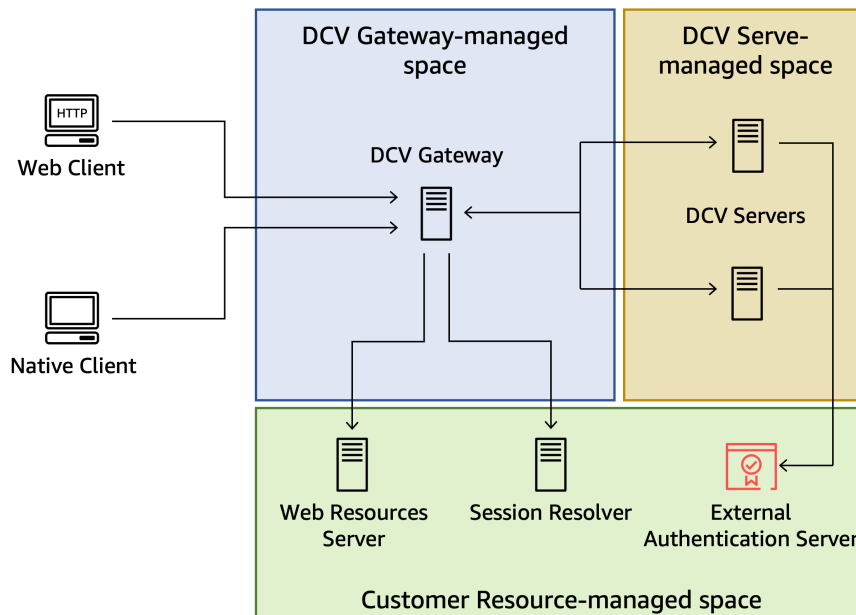 DCV Gateway-managed
space
DCV Serve-
managed space
HTTP
Web Client
DCV Gateway
DCV Servers
Native Client
Web Resources
Server
Session Resolver
External
Authentication Server
Customer Resource-managed space